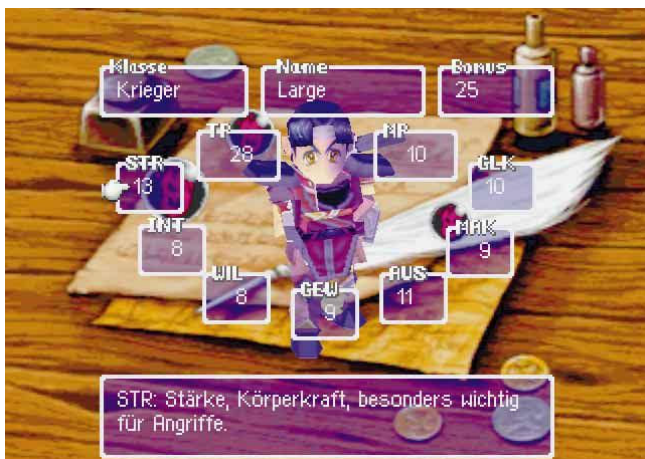 Klasse Name Bonus
Krieger Large 25
TP MP
28 10
STR GLK
13 10
INT MAK
8 9
WIL GEW AUS
8 9 11
STR: Stärke, Körperkraft, besonders wichtig
für Angriffe.